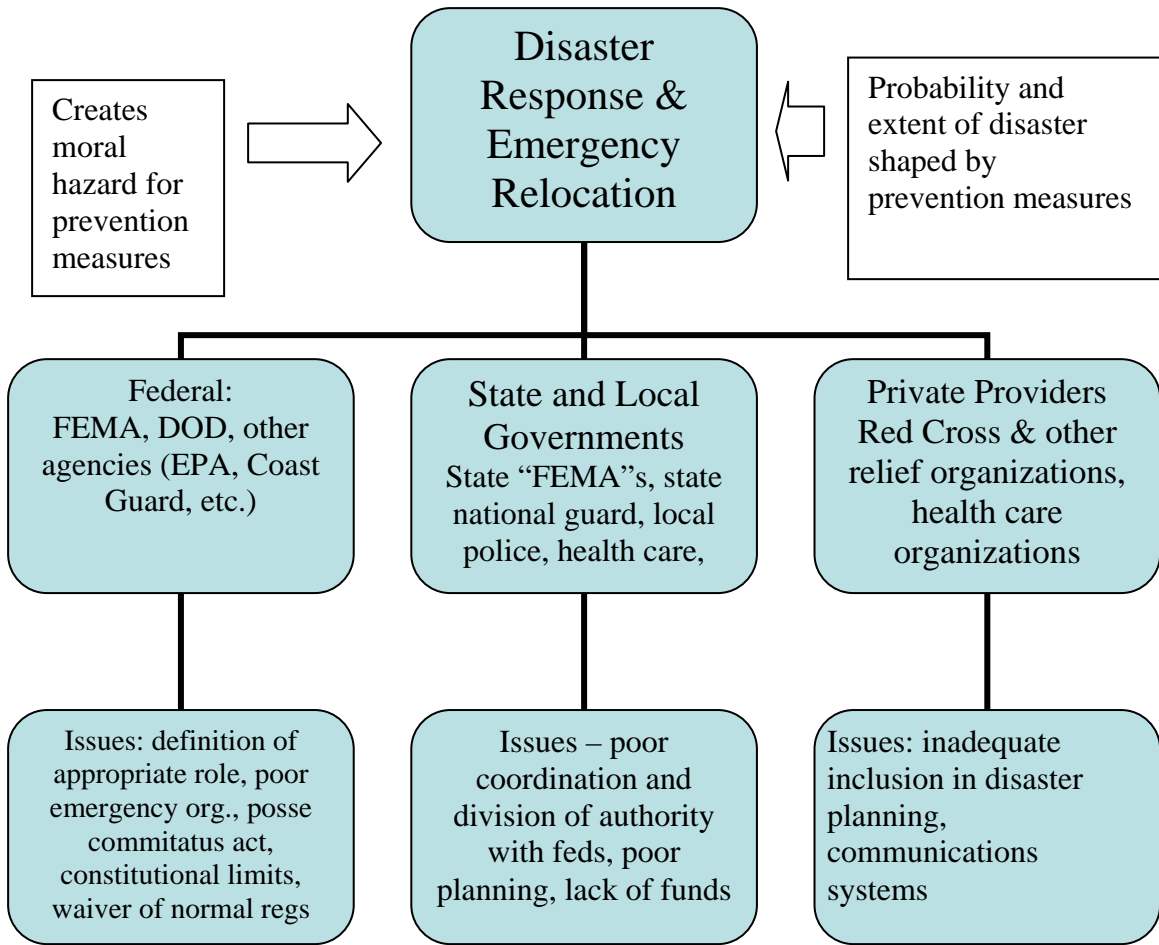 Disaster
Response &
Emergency
Relocation
Creates
moral
hazard for
prevention
measures
Probability and
extent of disaster
shaped by
prevention measures
Federal:
FEMA, DOD, other
agencies (EPA, Coast
Guard, etc.)
State and Local
Governments
State “FEMA”s, state
national guard, local
police, health care,
Private Providers
Red Cross & other
relief organizations,
health care
organizations
Issues: definition of
appropriate role, poor
emergency org., posse
commitatus act,
constitutional limits,
waiver of normal regs
Issues – poor
coordination and
division of authority
with feds, poor
planning, lack of funds
Issues: inadequate
inclusion in disaster
planning,
communications
systems